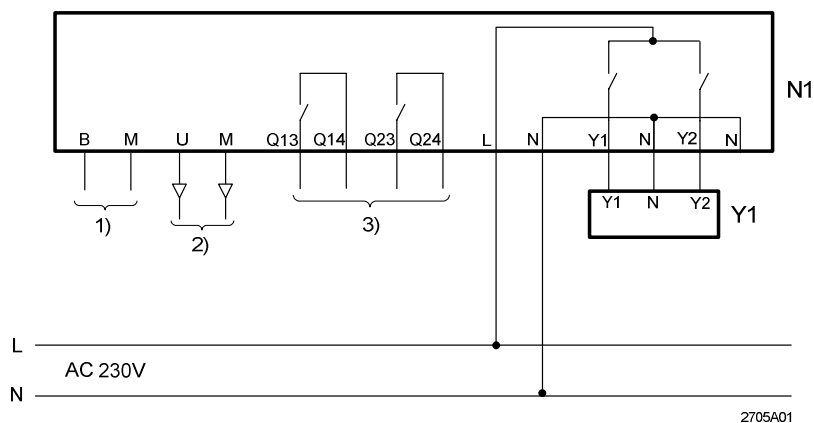 N1
B M U M Q13 Q14 Q23 Q24 L N Y1 N Y2 N
Y1 N Y2
Y1
1)
2)
3)
L
AC 230V
N
2705A01